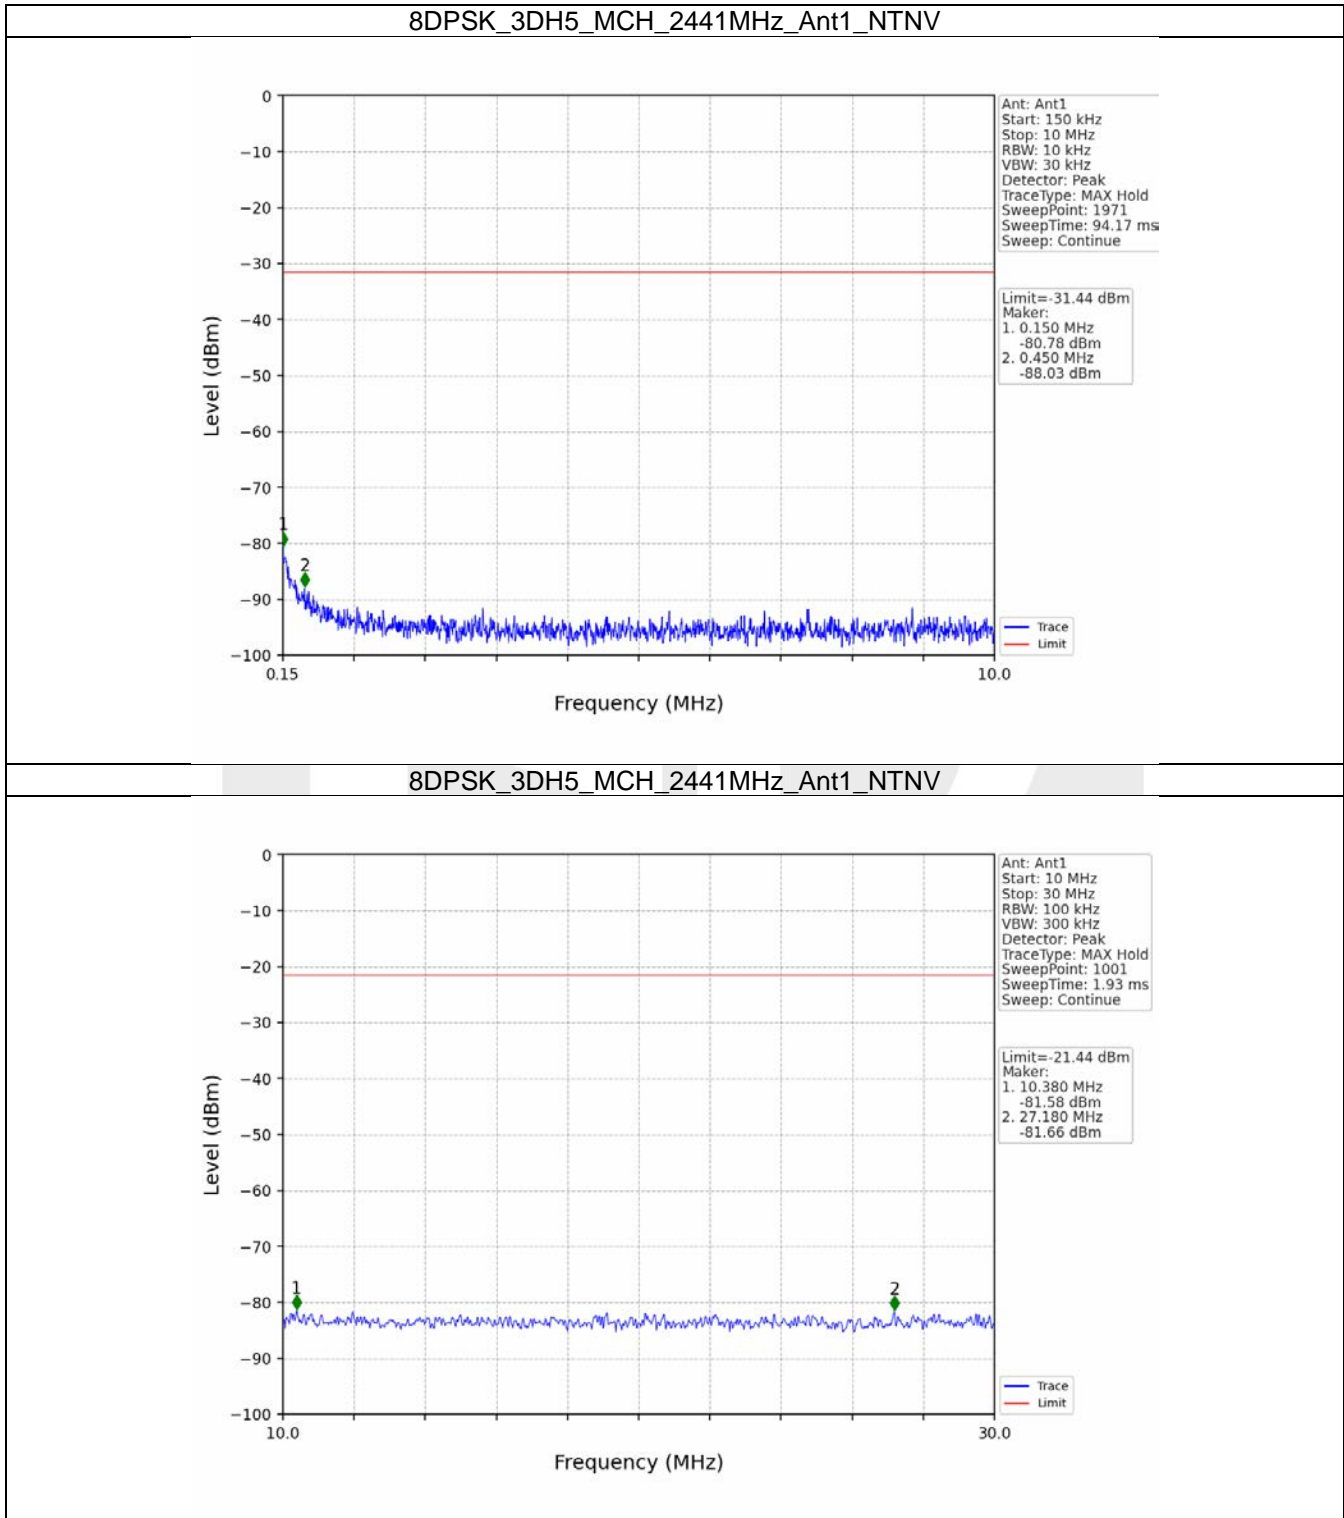 8DPSK_3DH5_MCH_2441MHz_Ant1_NTNV
0
−10
−20
−30
−40
−50
−60
−70
−80
−90
−100
Level (dBm)
1
2
0.15
10.0
Frequency (MHz)
Ant: Ant1
Start: 150 kHz
Stop: 10 MHz
RBW: 10 kHz
VBW: 30 kHz
Detector: Peak
TraceType: MAX Hold
SweepPoint: 1971
SweepTime: 94.17 ms
Sweep: Continue
Limit=-31.44 dBm
Maker:
1. 0.150 MHz
-80.78 dBm
2. 0.450 MHz
-88.03 dBm
Trace
Limit
8DPSK_3DH5_MCH_2441MHz_Ant1_NTNV
0
−10
−20
−30
−40
−50
−60
−70
−80
−90
−100
Level (dBm)
1
2
10.0
30.0
Frequency (MHz)
Ant: Ant1
Start: 10 MHz
Stop: 30 MHz
RBW: 100 kHz
VBW: 300 kHz
Detector: Peak
TraceType: MAX Hold
SweepPoint: 1001
SweepTime: 1.93 ms
Sweep: Continue
Limit=-21.44 dBm
Maker:
1. 10.380 MHz
-81.58 dBm
2. 27.180 MHz
-81.66 dBm
Trace
Limit